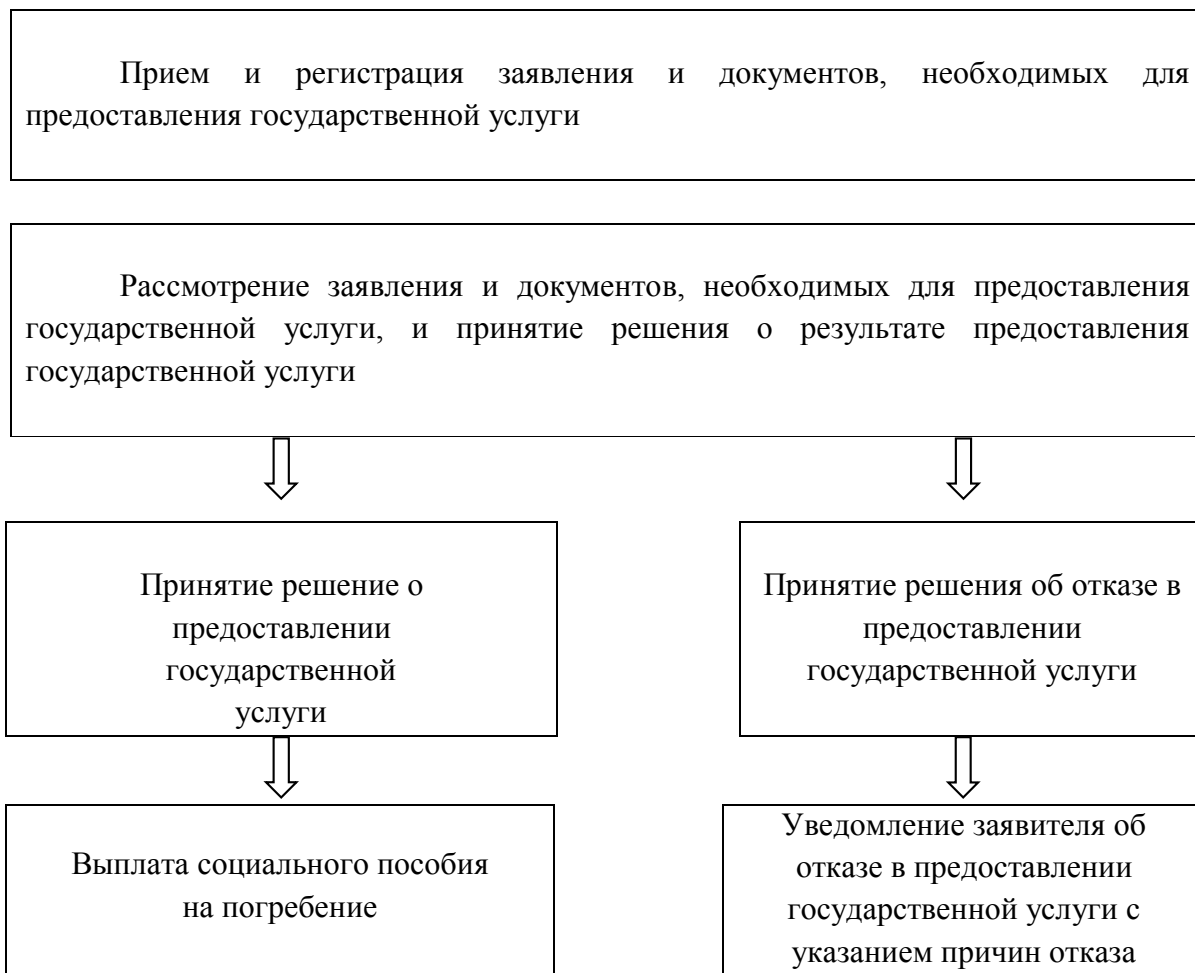 Прием и регистрация заявления и документов, необходимых для
предоставления государственной услуги
Рассмотрение заявления и документов, необходимых для предоставления
государственной услуги, и принятие решения о результате предоставления
государственной услуги
Принятие решение о
предоставлении
государственной
услуги
Принятие решения об отказе в
предоставлении
государственной услуги
Выплата социального пособия
на погребение
Уведомление заявителя об
отказе в предоставлении
государственной услуги с
указанием причин отказа